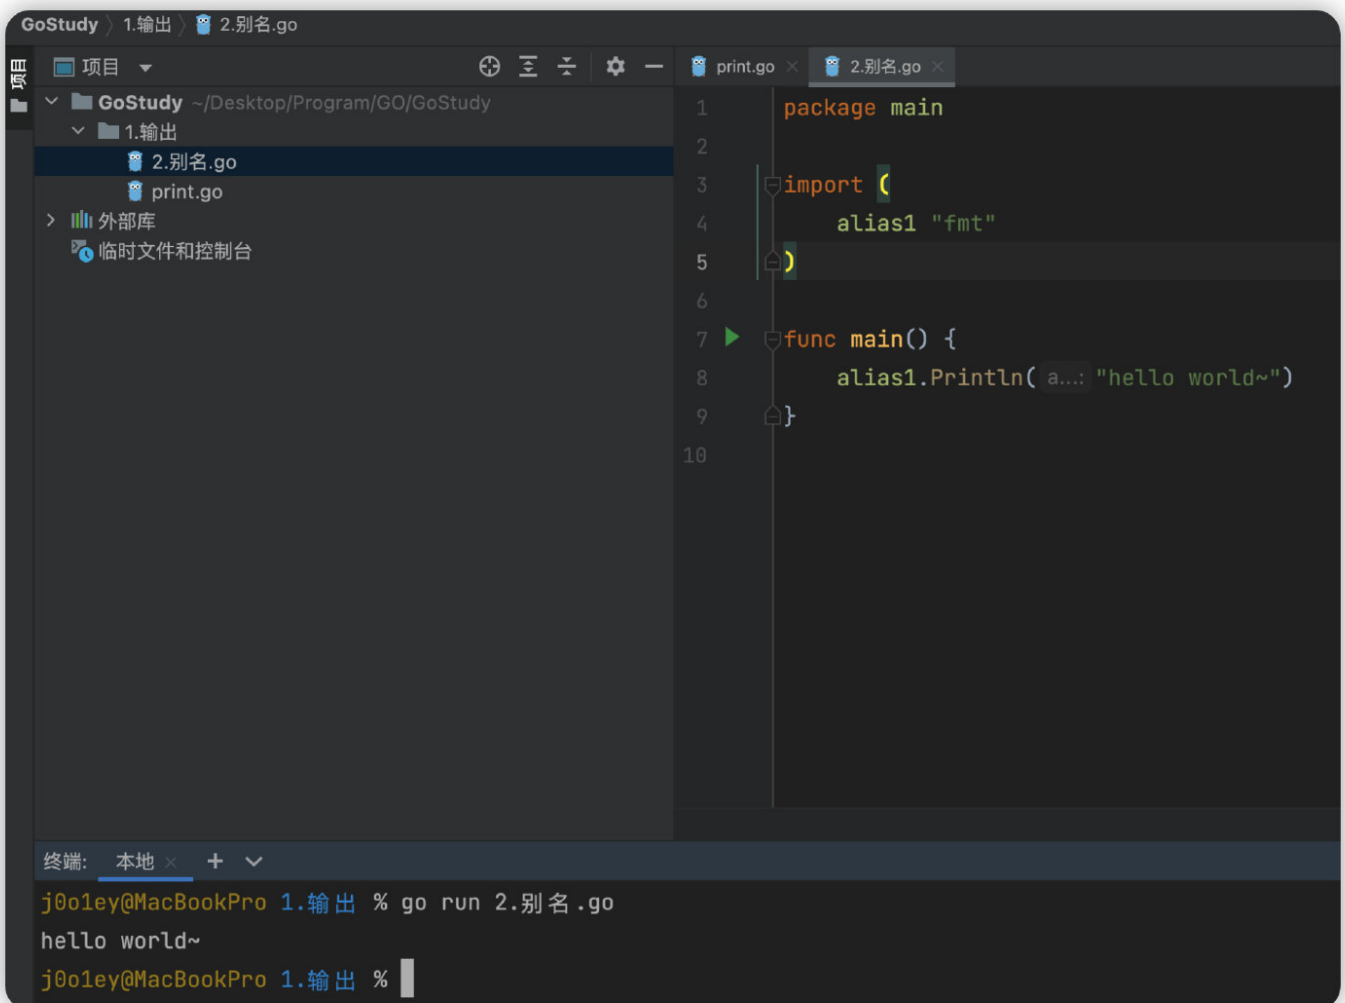 GoStudy 〉 1.输出 〉 2.别名.go
项目
项目
GoStudy ~/Desktop/Program/GO/GoStudy
1.输出
2.别名.go
print.go
外部库
临时文件和控制台
print.go × 2.别名.go ×
1 package main
2
3 import (
4 alias1 "fmt"
5 )
6
7 func main() {
8 alias1.Println( a...: "hello world~")
9 }
10
终端: 本地 × +
j0o1ey@MacBookPro 1.输出 % go run 2.别名.go
hello world~
j0o1ey@MacBookPro 1.输出 %